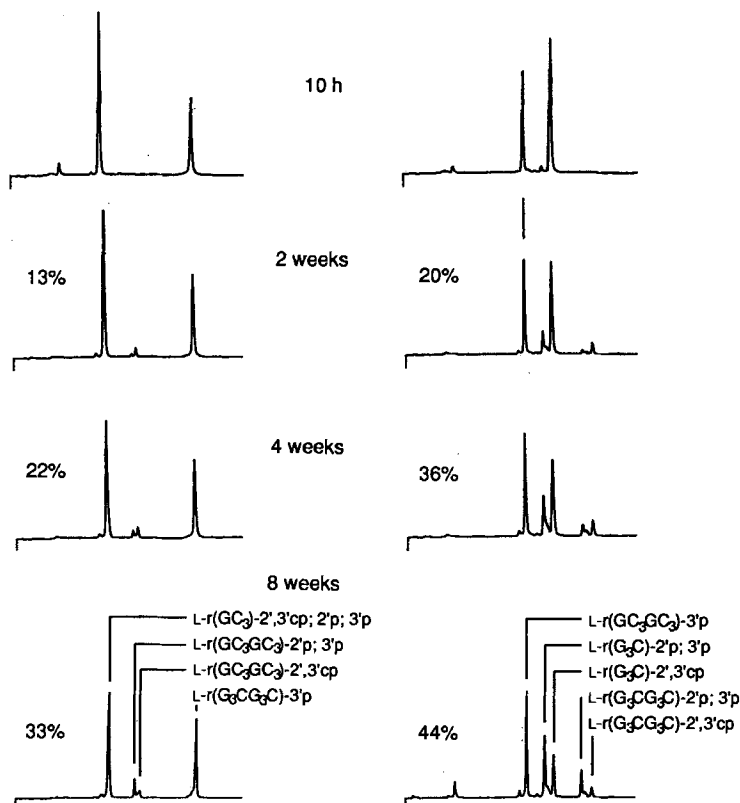 10 h
13%
2 weeks
20%
22%
4 weeks
36%
8 weeks
L-r(GC₃)-2',3'cp; 2'p; 3'p
L-r(GC₃GC₃)-2'p; 3'p
L-r(GC₃GC₃)-2',3'cp
L-r(G₃CG₃C)-3'p
33%
L-r(GC₃GC₃)-3'p
L-r(G₃C)-2'p; 3'p
L-r(G₃C)-2',3'cp
L-r(G₃CG₃C)-2'p; 3'p
L-r(G₃CG₃C)-2',3'cp
44%